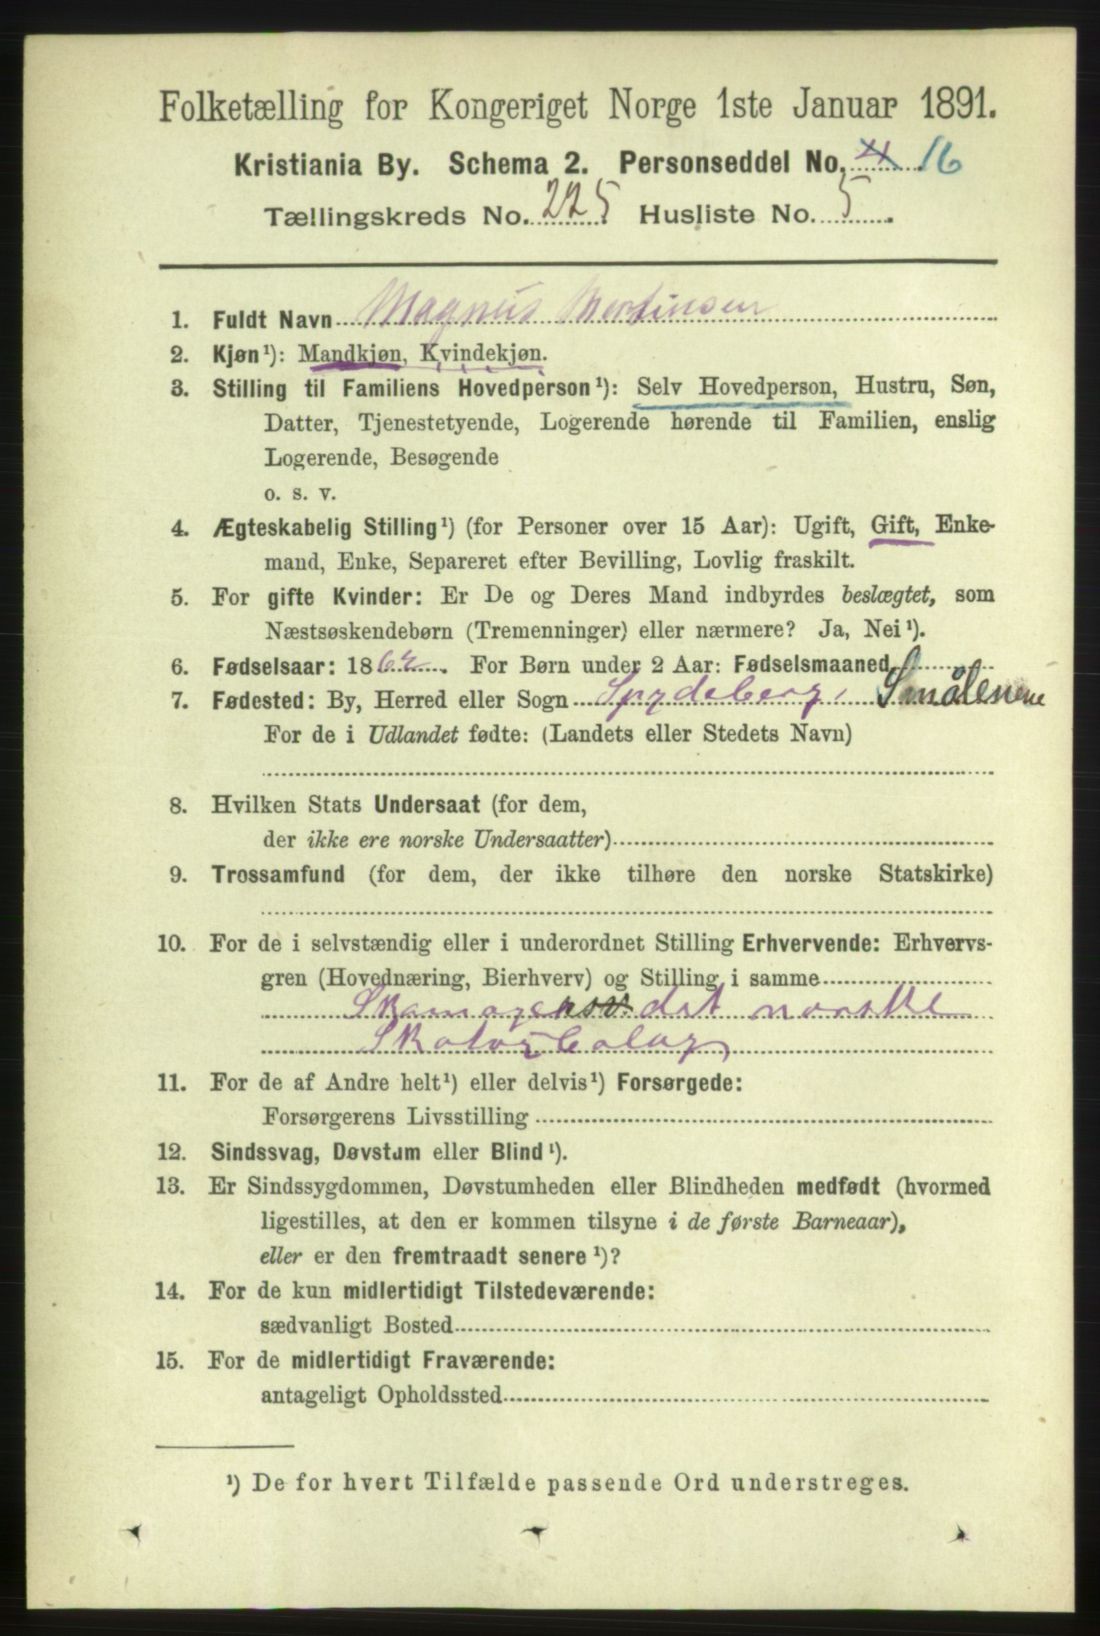 Folketælling for Kongeriget Norge 1ste Januar 1891.
Kristiania By. Schema 2. Personseddel No. 16
Tællingskreds No. 225 Husliste No. 5.
1. Fuldt Navn Magnus Mortinsen
2. Kjøn¹): Mandkjøn, Kvindekjøn.
3. Stilling til Familiens Hovedperson¹): Selv Hovedperson, Hustru, Søn,
Datter, Tjenestetyende, Logerende hørende til Familien, enslig
Logerende, Besøgende
o. s. v.
4. Ægteskabelig Stilling¹) (for Personer over 15 Aar): Ugift, Gift, Enke-
mand, Enke, Separeret efter Bevilling, Lovlig fraskilt.
5. For gifte Kvinder: Er De og Deres Mand indbyrdes beslægtet, som
Næstsøskendebørn (Tremenninger) eller nærmere? Ja, Nei¹).
6. Fødselsaar: 1862. For Børn under 2 Aar: Fødselsmaaned
7. Fødested: By, Herred eller Sogn Spydeberg, Smålenene
For de i Udlandet fødte: (Landets eller Stedets Navn)
8. Hvilken Stats Undersaat (for dem,
der ikke ere norske Undersaatter)
9. Trossamfund (for dem, der ikke tilhøre den norske Statskirke)
10. For de i selvstændig eller i underordnet Stilling Erhvervende: Erhvervs-
gren (Hovednæring, Bierhverv) og Stilling i samme
det norske
11. For de af Andre helt¹) eller delvis¹) Forsørgede:
Forsørgerens Livsstilling
12. Sindssvag, Døvstum eller Blind¹).
13. Er Sindssygdommen, Døvstumheden eller Blindheden medfødt (hvormed
ligestilles, at den er kommen tilsyne i de første Barneaar),
eller er den fremtraadt senere¹)?
14. For de kun midlertidigt Tilstedeværende:
sædvanligt Bosted
15. For de midlertidigt Fraværende:
antageligt Opholdssted
¹) De for hvert Tilfælde passende Ord understreges.